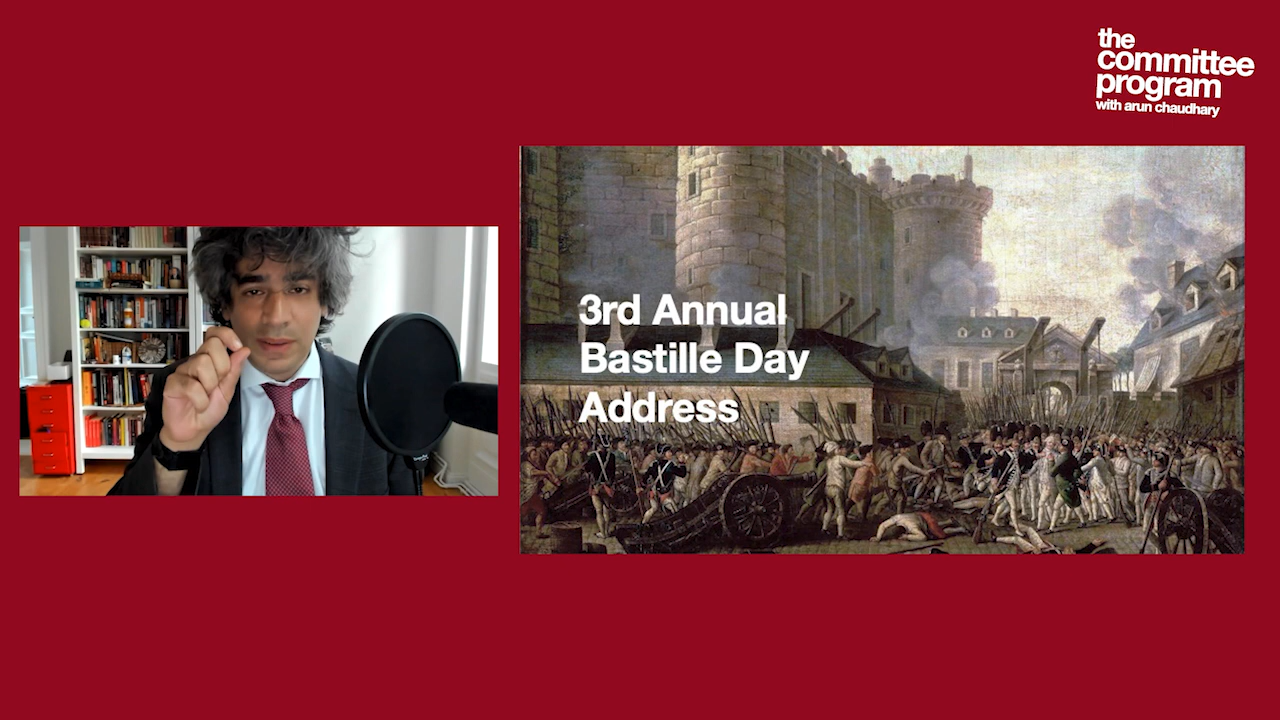 the
committee
program
with arun chaudhary
3rd Annual
Bastille Day
Address